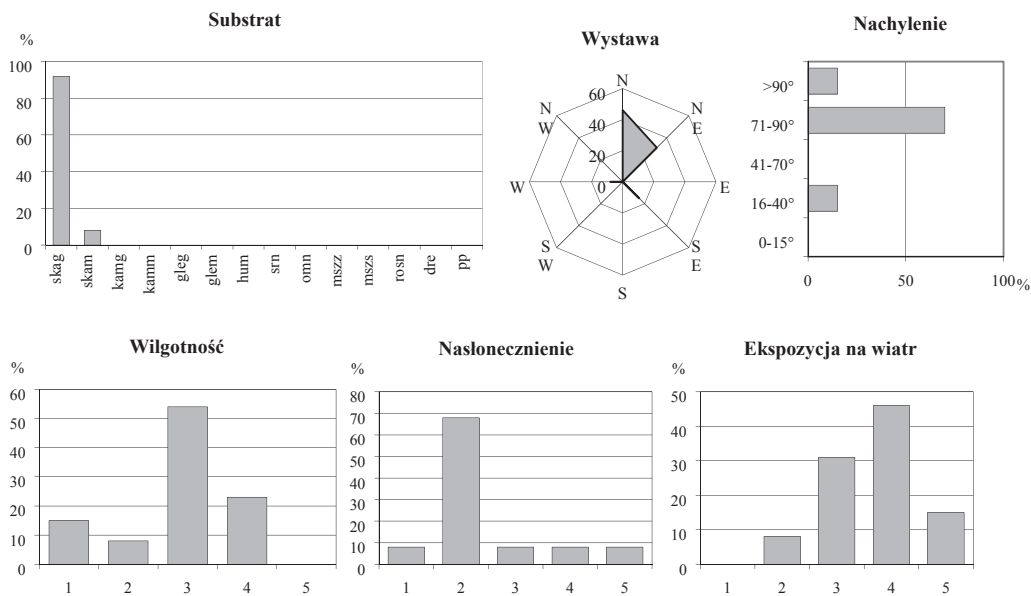 Substrat
%
100
80
60
40
20
0
skag
skam
kamg
kamm
gleg
glem
hum
srn
omn
mszz
mszs
rosn
dre
pp
Wystawa
N
N E
E
S E
S
S W
W
N W
60
40
20
0
Nachylenie
>90°
71-90°
41-70°
16-40°
0-15°
0 50 100%
Wilgotność
%
60
50
40
30
20
10
0
1 2 3 4 5
Nasłonecznienie
%
80
70
60
50
40
30
20
10
0
1 2 3 4 5
Ekspozycja na wiatr
%
50
40
30
20
10
0
1 2 3 4 5